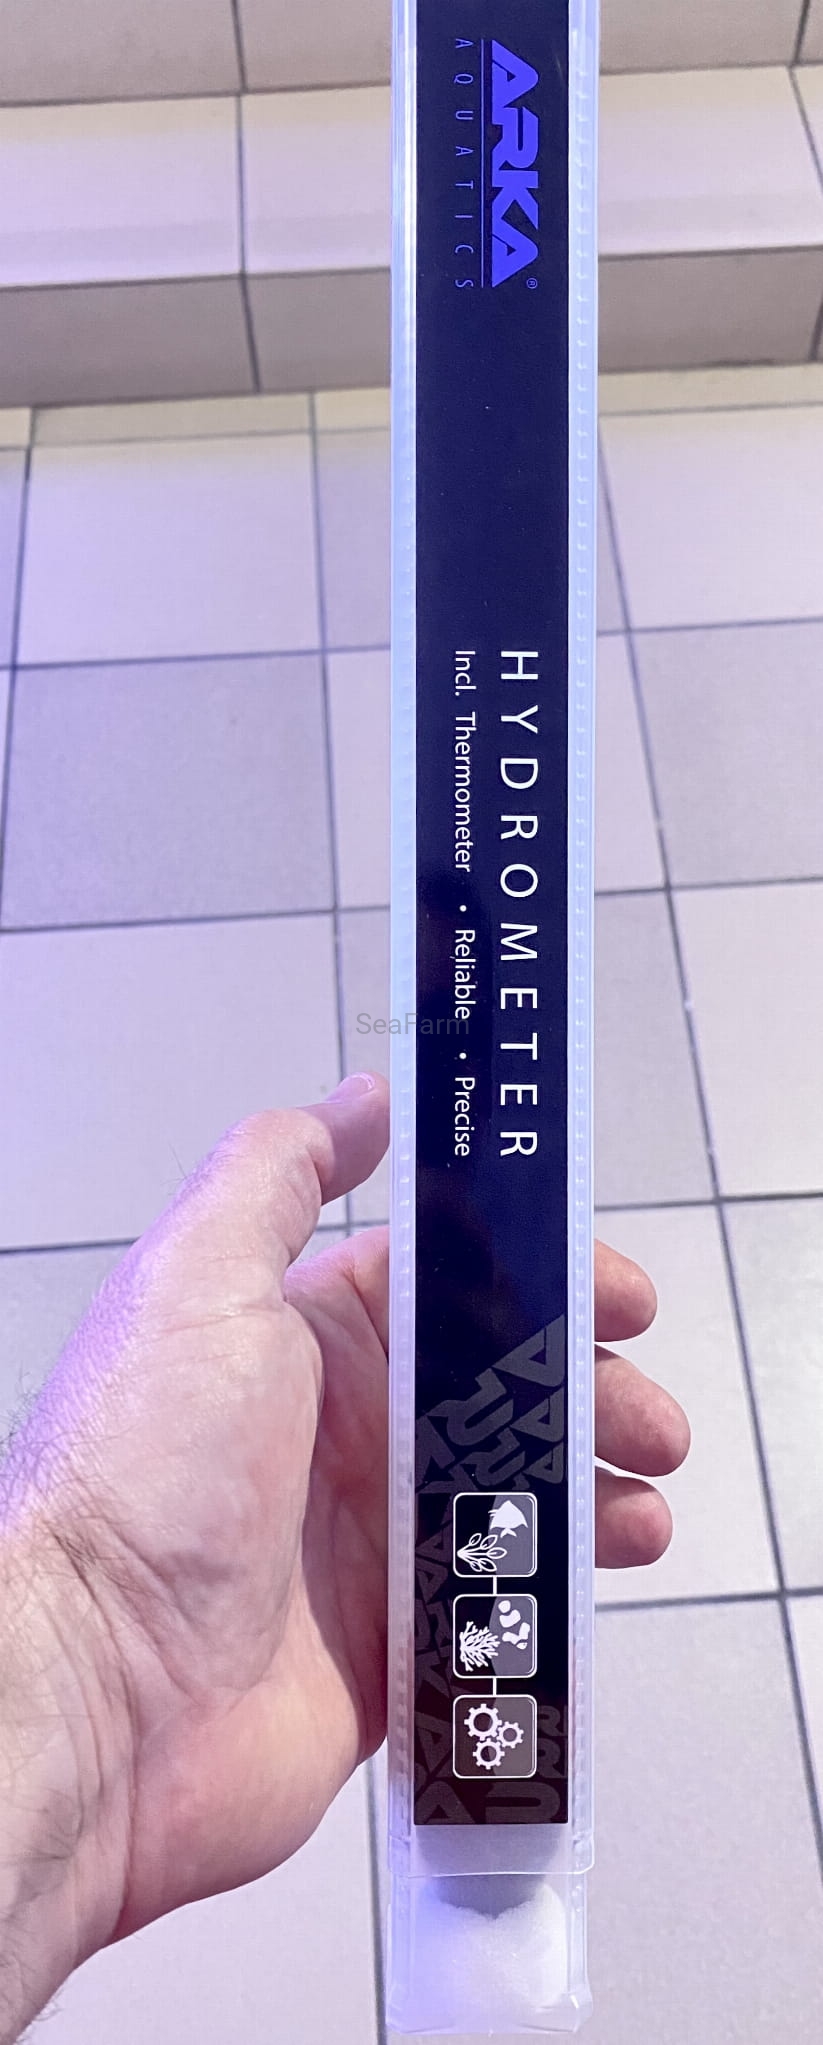 ARKA®
AQUATICS
HYDROMETER
Incl. Thermometer • Reliable • Precise
SeaFarm